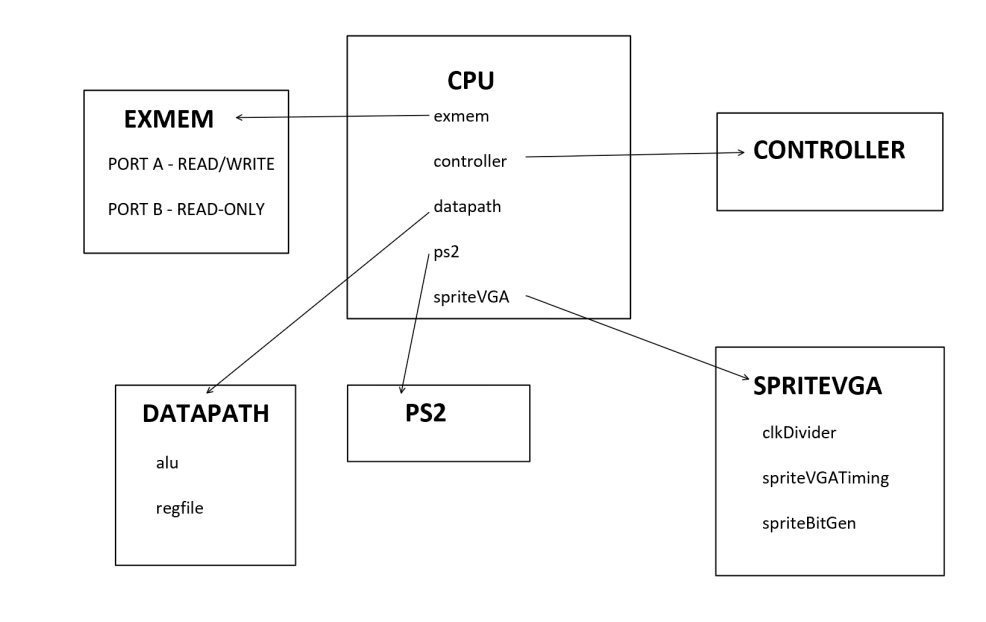 CPU
exmem
controller
datapath
ps2
spriteVGA
EXMEM
PORT A - READ/WRITE
PORT B - READ-ONLY
CONTROLLER
DATAPATH
alu
regfile
PS2
SPRITEVGA
clkDivider
spriteVGATiming
spriteBitGen